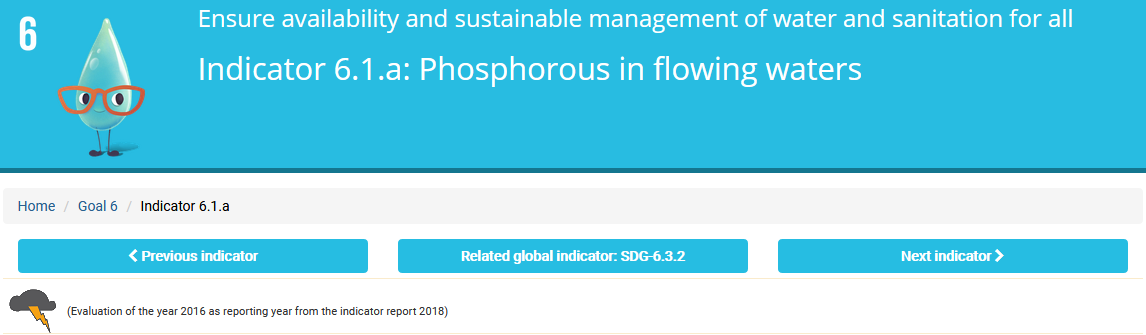 6
Ensure availability and sustainable management of water and sanitation for all
Indicator 6.1.a: Phosphorous in flowing waters
Home / Goal 6 / Indicator 6.1.a
Previous indicator
Related global indicator: SDG-6.3.2
Next indicator
(Evaluation of the year 2016 as reporting year from the indicator report 2018)